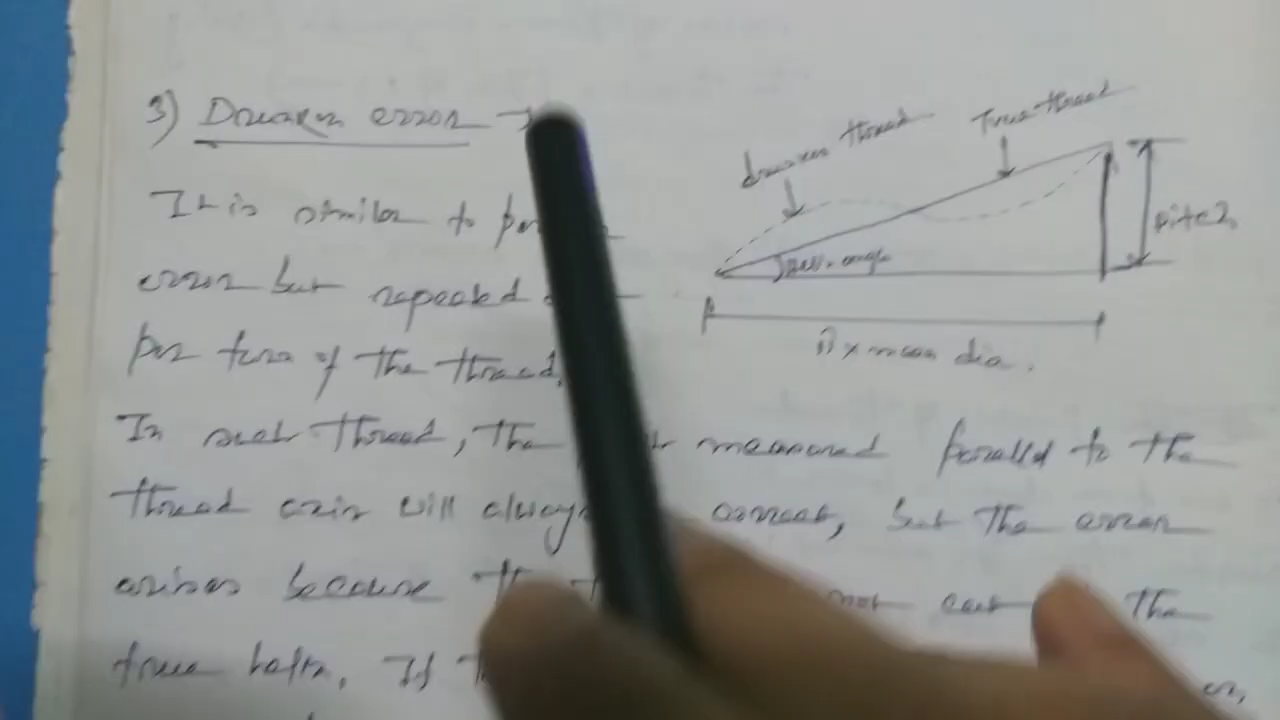 3) Drunken error →
It is similar to
error but repeated
per turn of the thread,
In such thread, the measured parallel to the
thread axis will always correct, but the error
arises because the not cut the
true helix, If
drunken thread
True thread
pitch
angle
π x mean dia.